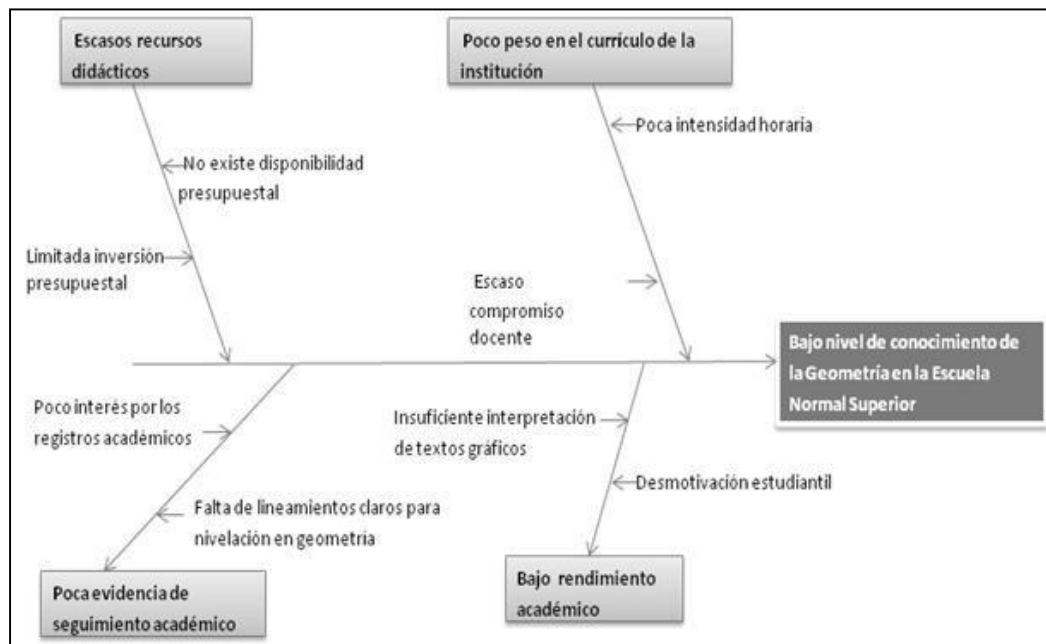 Escasos recursos
didácticos
Poco peso en el currículo de la
institución
Poca intensidad horaria
No existe disponibilidad
presupuestal
Limitada inversión
presupuestal
Escaso
compromiso
docente
Bajo nivel de conocimiento de
la Geometría en la Escuela
Normal Superior
Poco interés por los
registros académicos
Insuficiente interpretación
de textos gráficos
Desmotivación estudiantil
Falta de lineamientos claros para
nivelación en geometría
Poca evidencia de
seguimiento académico
Bajo rendimiento
académico